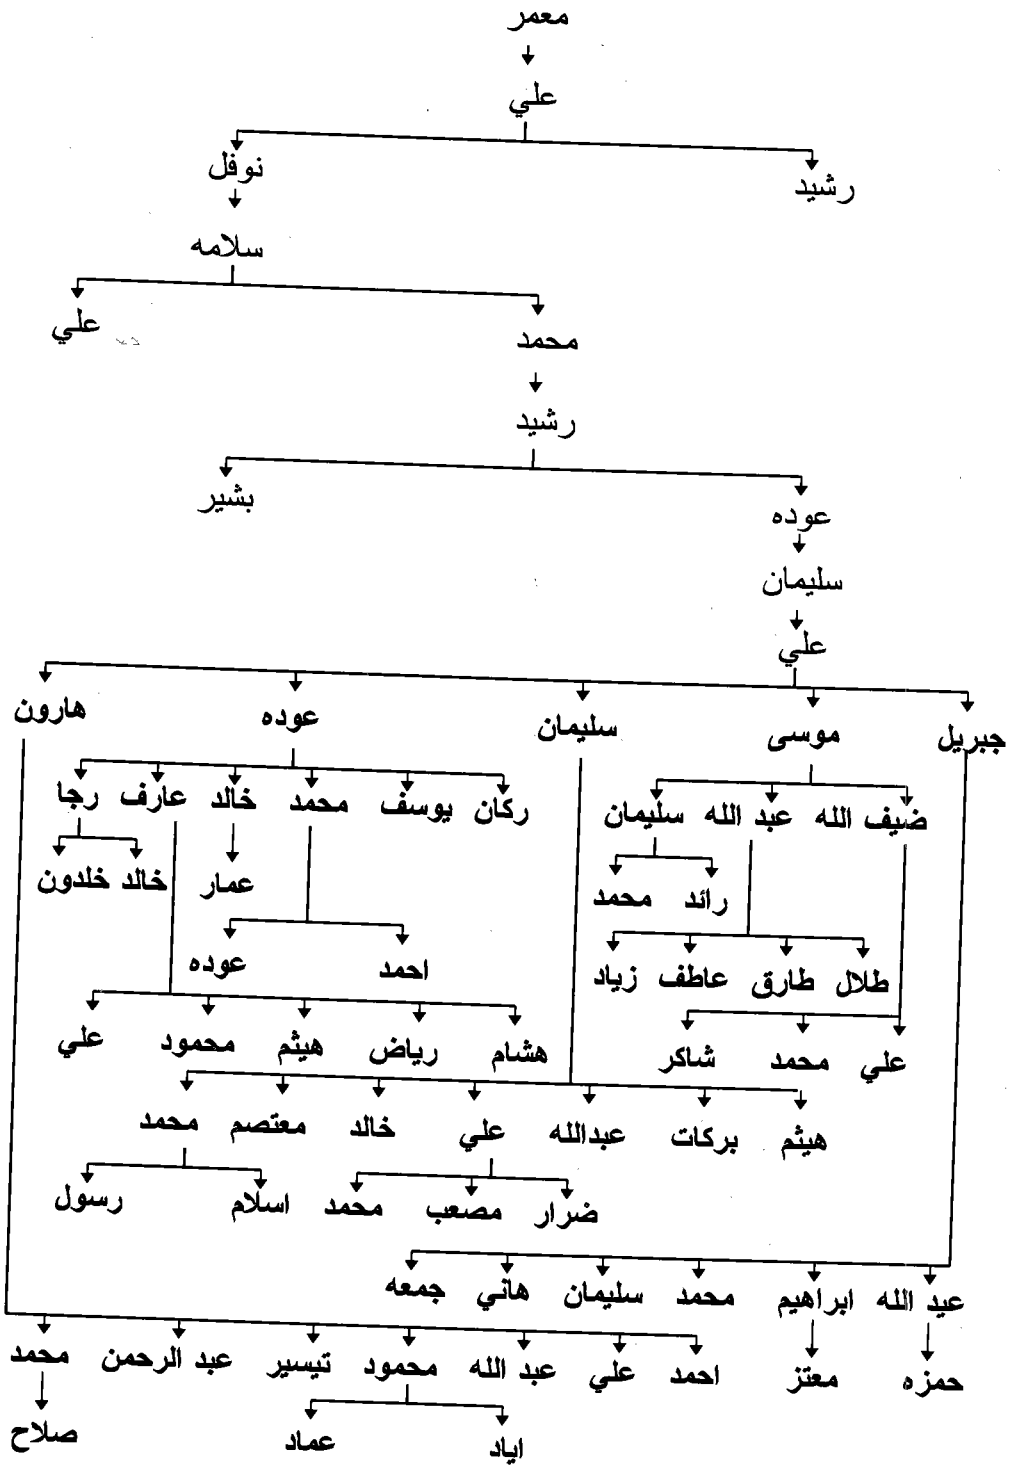 معمر
علي
رشيد نوفل
سلامه
محمد علي
رشيد
عوده بشير
سليمان
علي
جبريل موسى سليمان عوده هارون
ضيف الله عبد الله سليمان ركان يوسف محمد خالد عارف رجا
رائد محمد عمار خالد خلدون
طلال طارق عاطف زياد احمد عوده
علي محمد شاكر هشام رياض هيثم محمود علي
هيثم بركات عبدالله علي خالد معتصم محمد
ضرار مصعب محمد اسلام رسول
عبد الله ابراهيم محمد سليمان هاني جمعه
حمزه معتز احمد علي عبد الله محمود تيسير عبد الرحمن محمد
اياد عماد صلاح